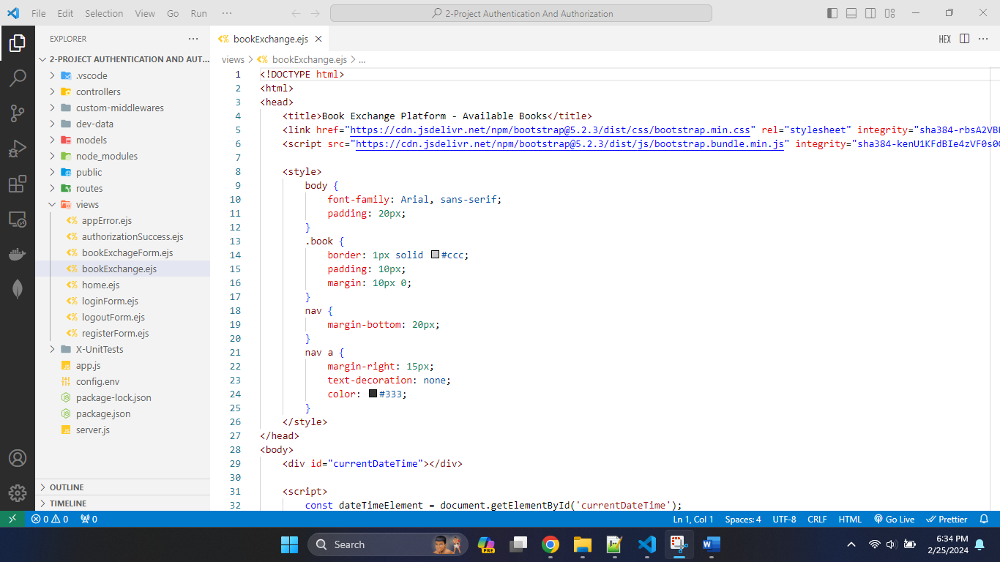 File Edit Selection View Go Run ··· 2-Project Authentication And Authorization
EXPLORER ···
2-PROJECT AUTHENTICATION AND AUT...
.vscode
controllers
custom-middlewares
dev-data
models
node_modules
public
routes
views
appError.ejs
authorizationSuccess.ejs
bookExchageForm.ejs
bookExchange.ejs
home.ejs
loginForm.ejs
logoutForm.ejs
registerForm.ejs
X-UnitTests
app.js
config.env
package-lock.json
package.json
server.js
OUTLINE
TIMELINE
bookExchange.ejs HEX ···
views > bookExchange.ejs > ...
1 <!DOCTYPE html>
2 <html>
3 <head>
4 <title>Book Exchange Platform - Available Books</title>
5 <link href="https://cdn.jsdelivr.net/npm/bootstrap@5.2.3/dist/css/bootstrap.min.css" rel="stylesheet" integrity="sha384-rbsA2VB
6 <script src="https://cdn.jsdelivr.net/npm/bootstrap@5.2.3/dist/js/bootstrap.bundle.min.js" integrity="sha384-kenU1KFdBIe4zVF0s0
7
8 <style>
9 body {
10 font-family: Arial, sans-serif;
11 padding: 20px;
12 }
13 .book {
14 border: 1px solid #ccc;
15 padding: 10px;
16 margin: 10px 0;
17 }
18 nav {
19 margin-bottom: 20px;
20 }
21 nav a {
22 margin-right: 15px;
23 text-decoration: none;
24 color: #333;
25 }
26 </style>
27 </head>
28 <body>
29 <div id="currentDateTime"></div>
30
31 <script>
32 const dateTimeElement = document.getElementById('currentDateTime');
0 0 0 Ln 1, Col 1 Spaces: 4 UTF-8 CRLF HTML Go Live Prettier
Search PRE 6:34 PM
2/25/2024